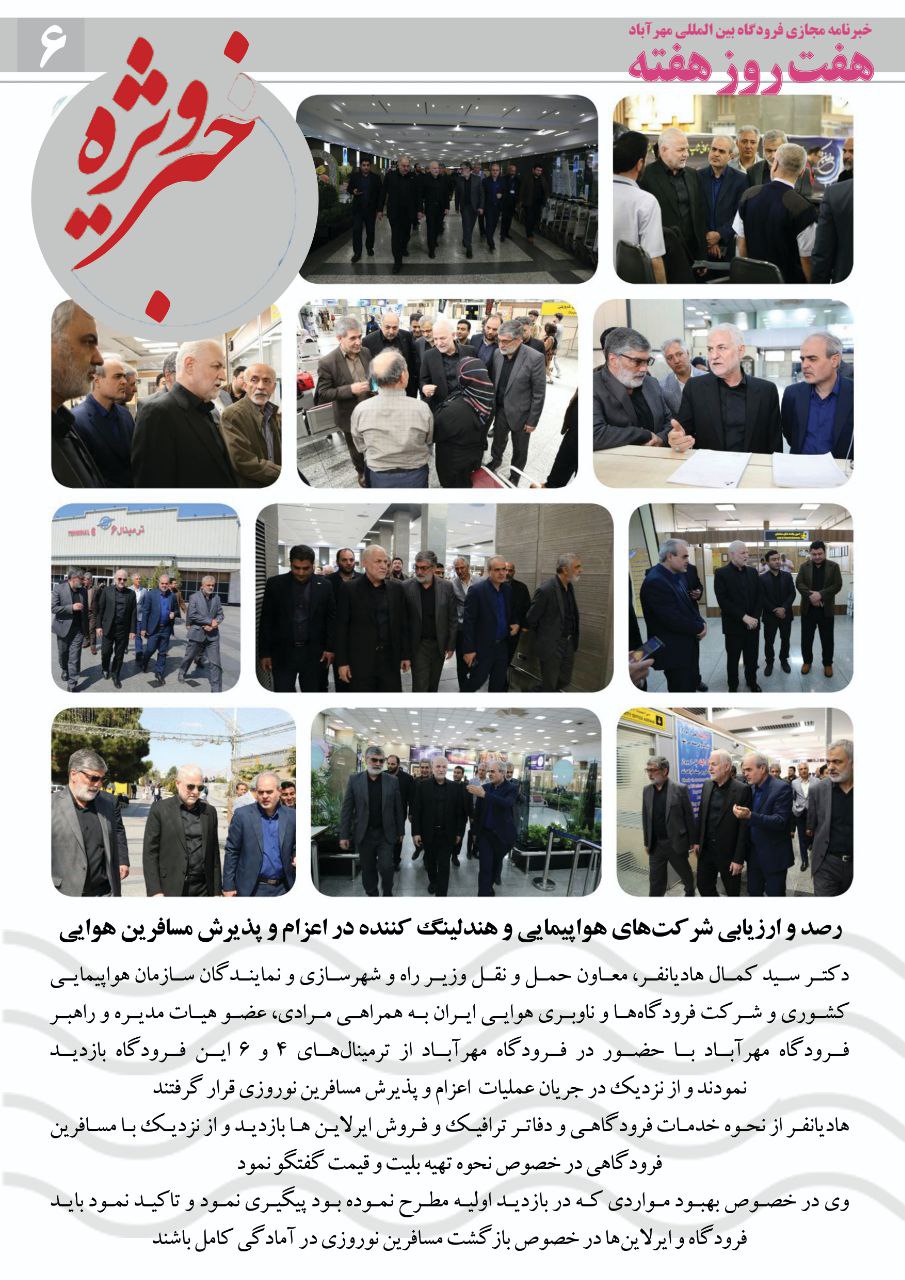 خبرنامه مجازی فرودگاه بین المللی مهرآباد
هفت روز هفته
۶
خبر ویژه
TERMINAL 6 ترمینال ۶
رصد و ارزیابی شرکت‌های هواپیمایی و هندلینگ کننده در اعزام و پذیرش مسافرین هوایی
دکتر سید کمال هادیانفر، معاون حمل و نقل وزیر راه و شهرسازی و نمایندگان سازمان هواپیمایی
کشوری و شرکت فرودگاه‌ها و ناوبری هوایی ایران به همراهی مرادی، عضو هیات مدیره و راهبر
فرودگاه مهرآباد با حضور در فرودگاه مهرآباد از ترمینال‌های ۴ و ۶ این فرودگاه بازدید
نمودند و از نزدیک در جریان عملیات اعزام و پذیرش مسافرین نوروزی قرار گرفتند
هادیانفر از نحوه خدمات فرودگاهی و دفاتر ترافیک و فروش ایرلاین ها بازدید و از نزدیک با مسافرین
فرودگاهی در خصوص نحوه تهیه بلیت و قیمت گفتگو نمود
وی در خصوص بهبود مواردی که در بازدید اولیه مطرح نموده بود پیگیری نمود و تاکید نمود باید
فرودگاه و ایرلاین‌ها در خصوص بازگشت مسافرین نوروزی در آمادگی کامل باشند